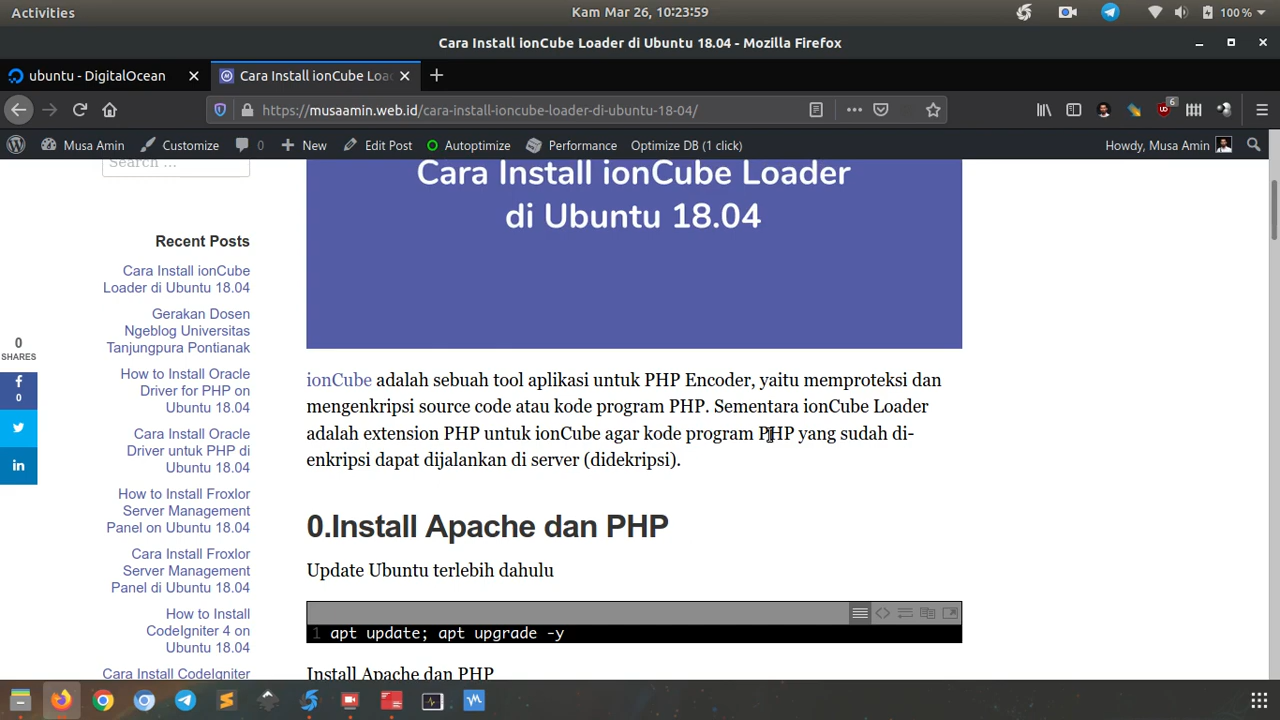 Activities
Kam Mar 26, 10:23:59
100 %
Cara Install ionCube Loader di Ubuntu 18.04 - Mozilla Firefox
ubuntu - DigitalOcean
Cara Install ionCube Loa
https://musaamin.web.id/cara-install-ioncube-loader-di-ubuntu-18-04/
6
Musa Amin
Customize
0
New
Edit Post
Autoptimize
Performance
Optimize DB (1 click)
Howdy, Musa Amin
Search …
Cara Install ionCube Loader
di Ubuntu 18.04
Recent Posts
Cara Install ionCube
Loader di Ubuntu 18.04
Gerakan Dosen
Ngeblog Universitas
Tanjungpura Pontianak
How to Install Oracle
Driver for PHP on
Ubuntu 18.04
Cara Install Oracle
Driver untuk PHP di
Ubuntu 18.04
How to Install Froxlor
Server Management
Panel on Ubuntu 18.04
Cara Install Froxlor
Server Management
Panel di Ubuntu 18.04
How to Install
CodeIgniter 4 on
Ubuntu 18.04
Cara Install CodeIgniter
0
SHARES
0
ionCube adalah sebuah tool aplikasi untuk PHP Encoder, yaitu memproteksi dan
mengenkripsi source code atau kode program PHP. Sementara ionCube Loader
adalah extension PHP untuk ionCube agar kode program PHP yang sudah di-
enkripsi dapat dijalankan di server (didekripsi).
0.Install Apache dan PHP
Update Ubuntu terlebih dahulu
1 apt update; apt upgrade -y
Install Apache dan PHP